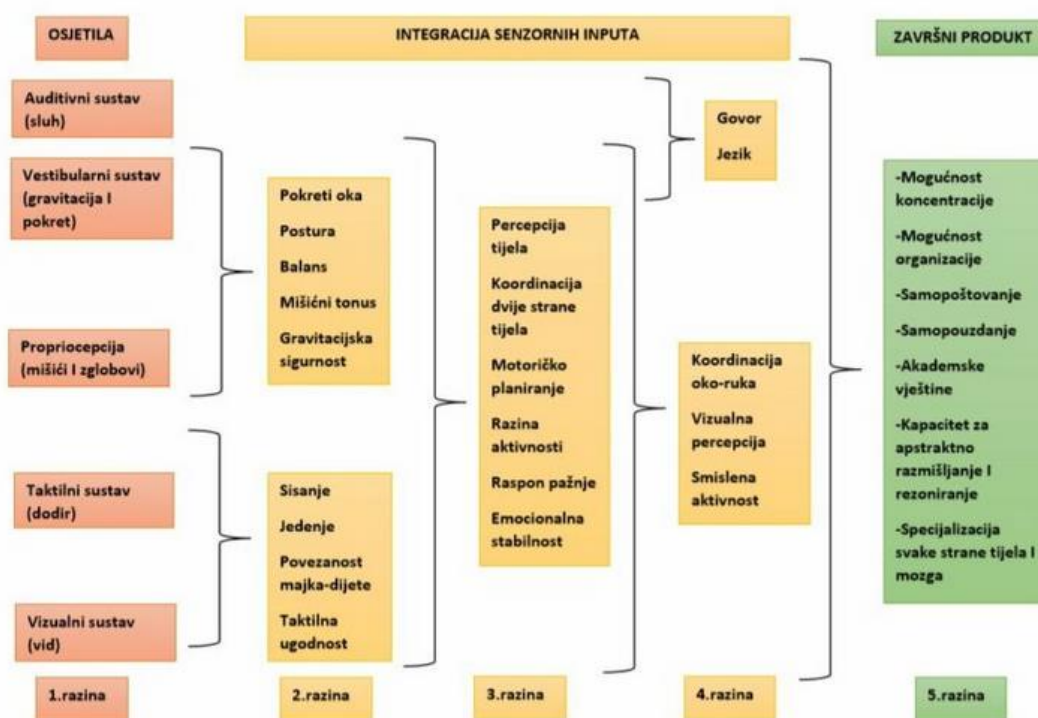 OSJETILA
INTEGRACIJA SENZORNIH INPUTA
ZAVRŠNI PRODUKT
Auditivni sustav
(sluh)
Vestibularni sustav
(gravitacija I
pokret)
Propriocepcija
(mišići I zglobovi)
Taktilni sustav
(dodir)
Vizualni sustav
(vid)
Pokreti oka
Postura
Balans
Mišićni tonus
Gravitacijska
sigurnost
Sisanje
Jedenje
Povezanost
majka-dijete
Taktilna
ugodnost
Percepcija
tijela
Koordinacija
dvije strane
tijela
Motoričko
planiranje
Razina
aktivnosti
Raspon pažnje
Emocionalna
stabilnost
Govor
Jezik
Koordinacija
oko-ruka
Vizualna
percepcija
Smislena
aktivnost
-Mogućnost
koncentracije
-Mogućnost
organizacije
-Samopoštovanje
-Samopouzdanje
-Akademske
vještine
-Kapacitet za
apstraktno
razmišljanje I
rezoniranje
-Specijalizacija
svake strane tijela I
mozga
1.razina
2.razina
3.razina
4.razina
5.razina